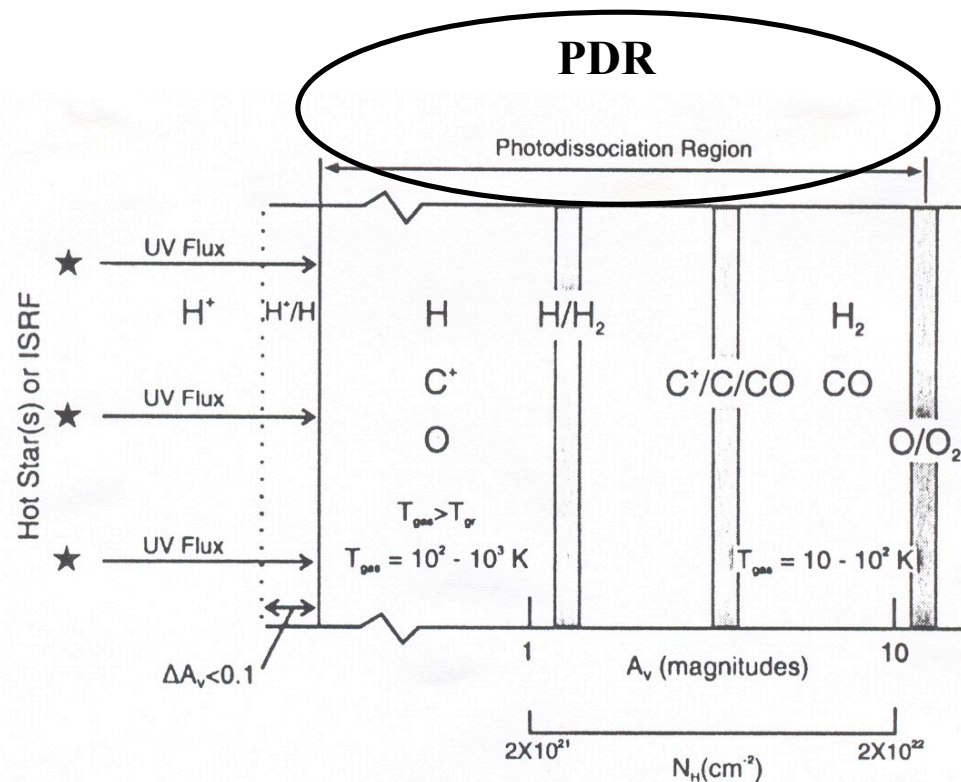 PDR
Photodissociation Region
Hot Star(s) or ISRF
UV Flux
H⁺
H⁺/H
H
H/H₂
H₂
UV Flux
C⁺
C⁺/C/CO
CO
O
O/O₂
T_gas>T_gr
UV Flux
T_gas = 10² - 10³ K
T_gas = 10 - 10² K
ΔA_v<0.1
1
A_v (magnitudes)
10
2X10²¹
2X10²²
N_H(cm⁻²)